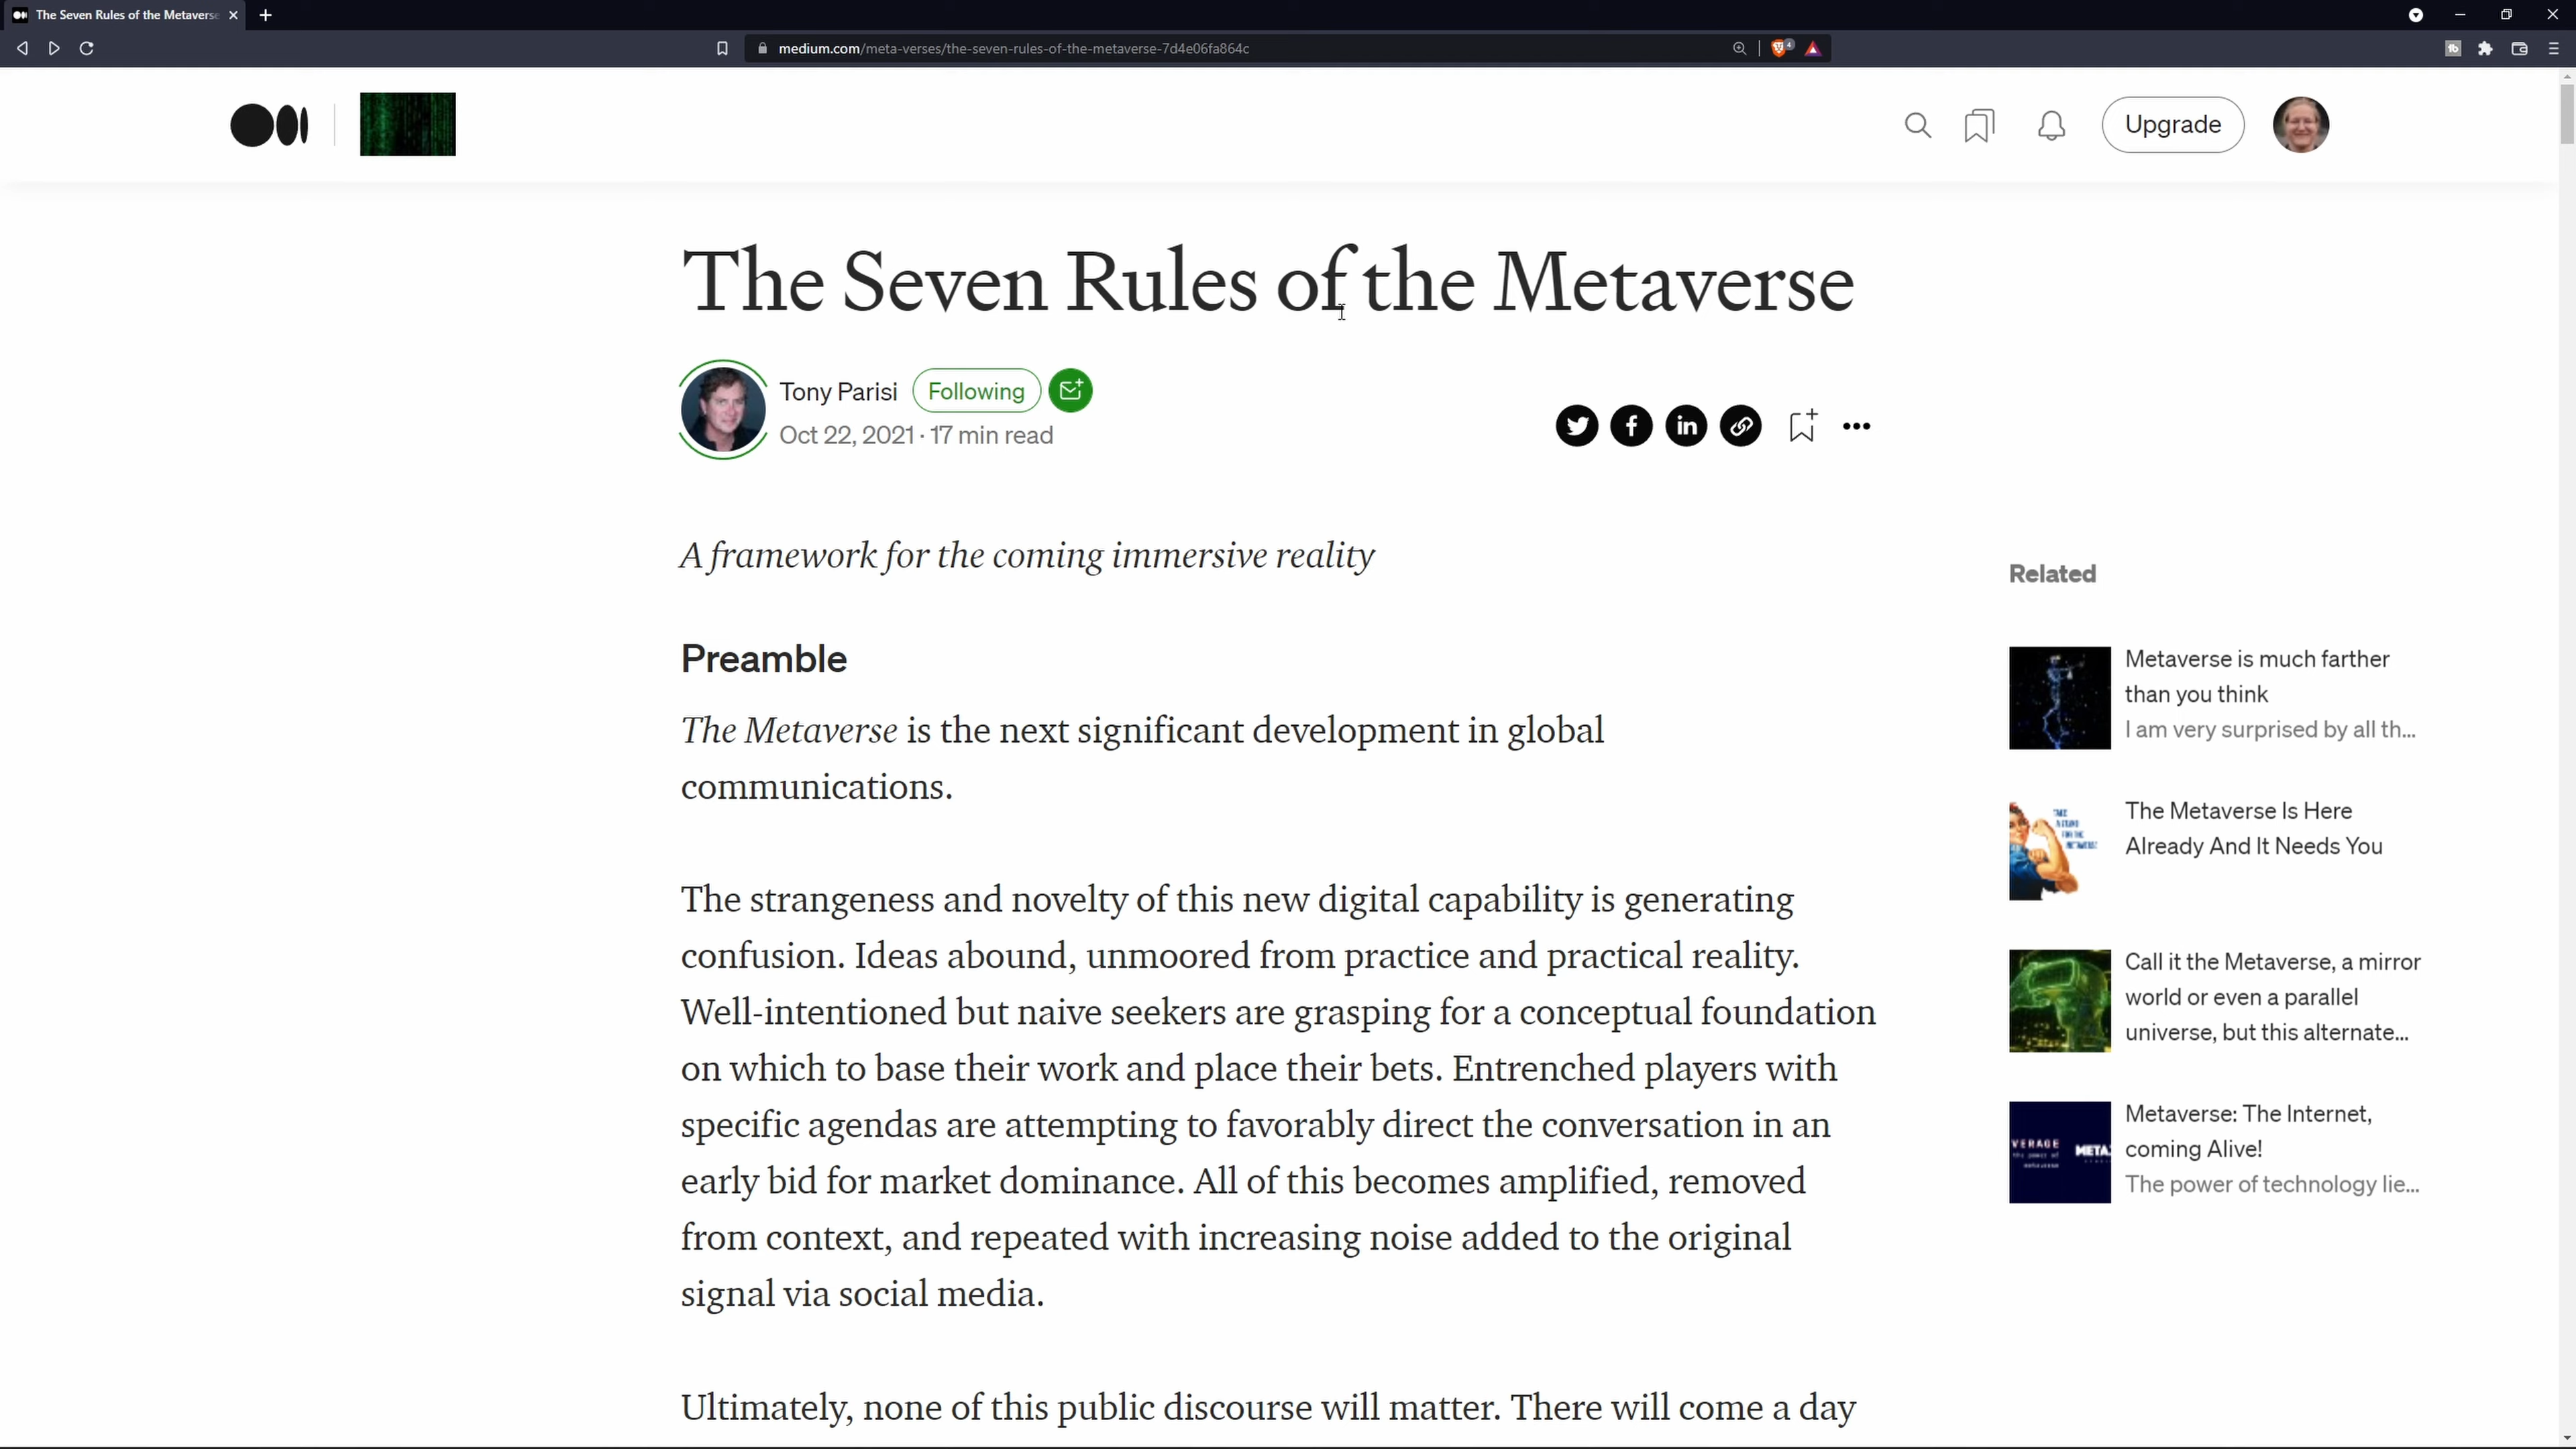 The Seven Rules of the Metaverse
medium.com/meta-verses/the-seven-rules-of-the-metaverse-7d4e06fa864c
4
Upgrade
The Seven Rules of the Metaverse
Tony Parisi
Following
Oct 22, 2021 · 17 min read
A framework for the coming immersive reality
Preamble
The Metaverse is the next significant development in global
communications.
The strangeness and novelty of this new digital capability is generating
confusion. Ideas abound, unmoored from practice and practical reality.
Well-intentioned but naive seekers are grasping for a conceptual foundation
on which to base their work and place their bets. Entrenched players with
specific agendas are attempting to favorably direct the conversation in an
early bid for market dominance. All of this becomes amplified, removed
from context, and repeated with increasing noise added to the original
signal via social media.
Ultimately, none of this public discourse will matter. There will come a day
Related
Metaverse is much farther
than you think
I am very surprised by all th...
The Metaverse Is Here
Already And It Needs You
Call it the Metaverse, a mirror
world or even a parallel
universe, but this alternate...
VERAGE
META
Metaverse: The Internet,
coming Alive!
The power of technology lie...